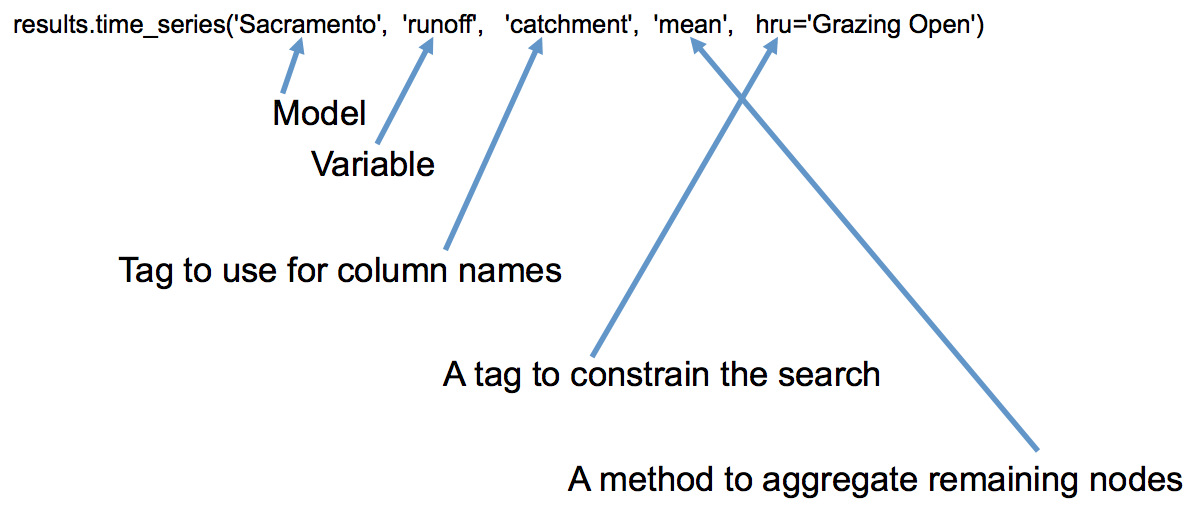 results.time_series('Sacramento', 'runoff', 'catchment', 'mean', hru='Grazing Open')
Model
Variable
Tag to use for column names
A tag to constrain the search
A method to aggregate remaining nodes